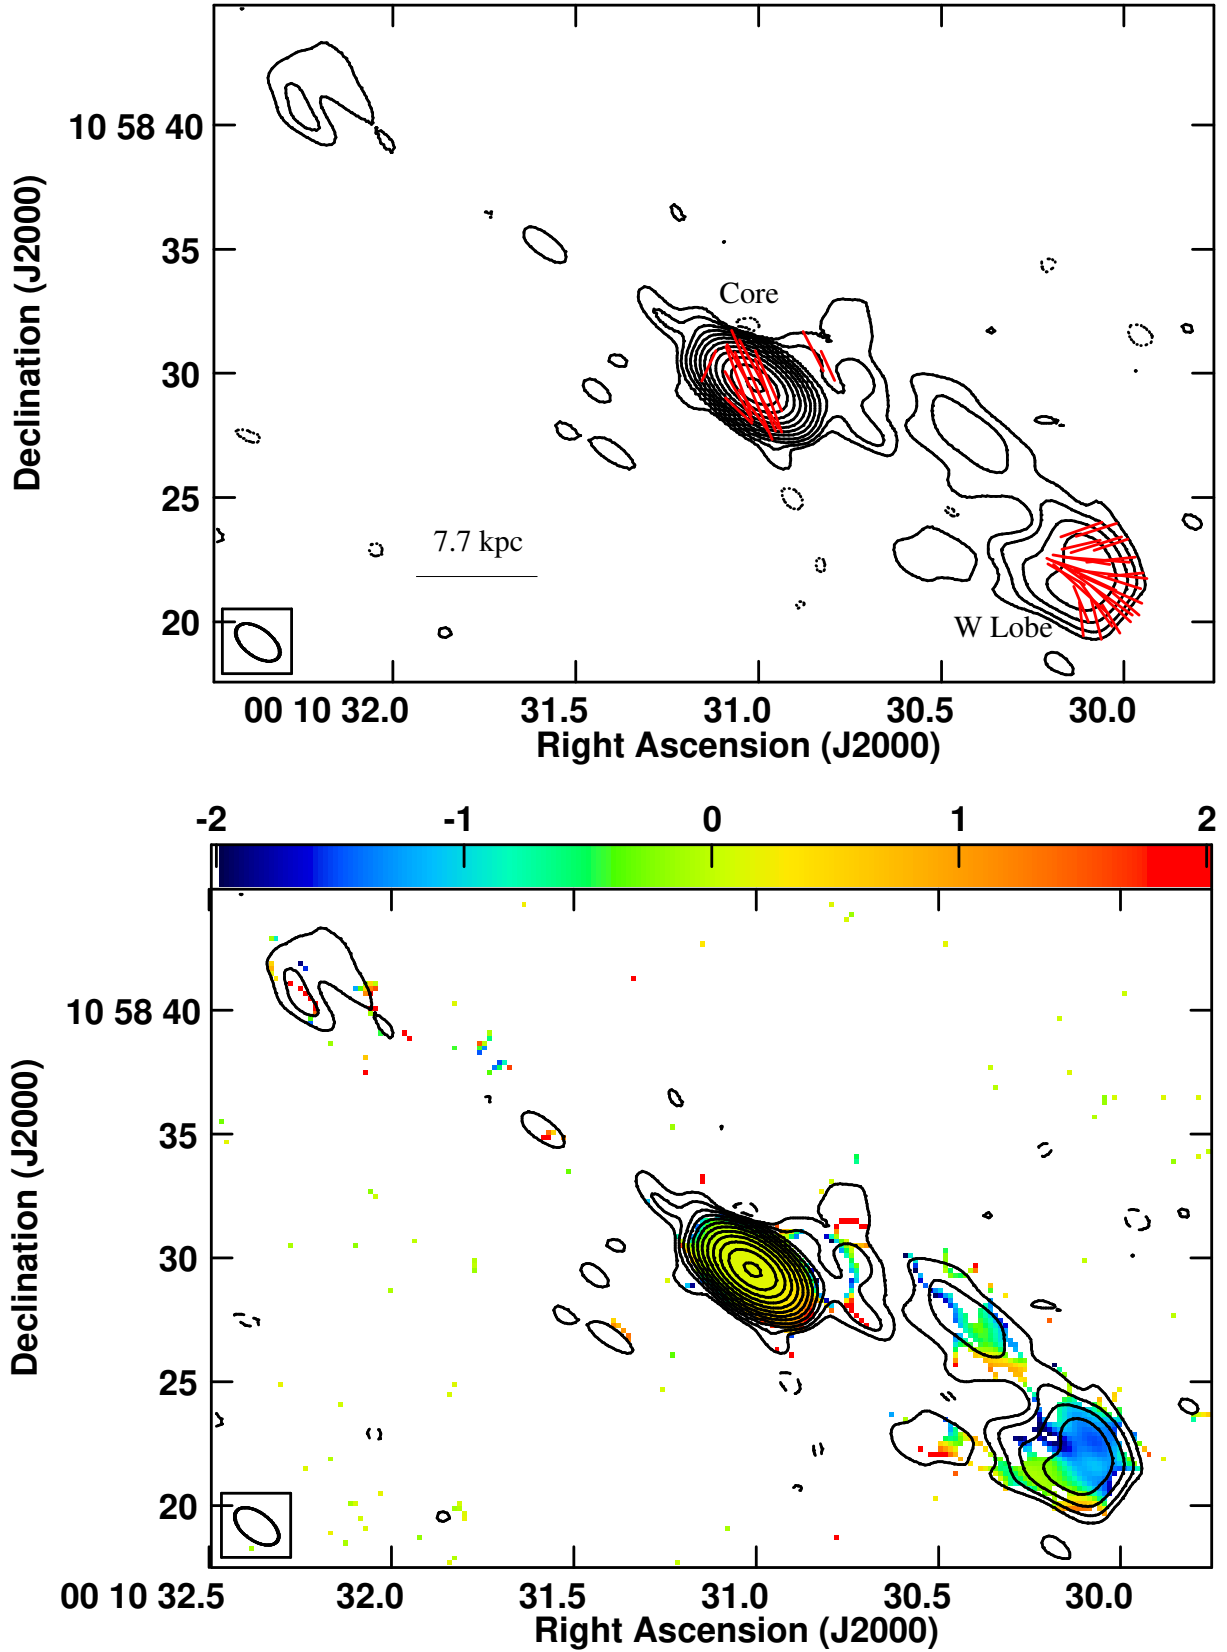 10 58 40
35
30
25
20
Declination (J2000)
Core
7.7 kpc
W Lobe
00 10 32.0 31.5 31.0 30.5 30.0
Right Ascension (J2000)
-2 -1 0 1 2
10 58 40
35
30
25
20
Declination (J2000)
00 10 32.5 32.0 31.5 31.0 30.5 30.0
Right Ascension (J2000)